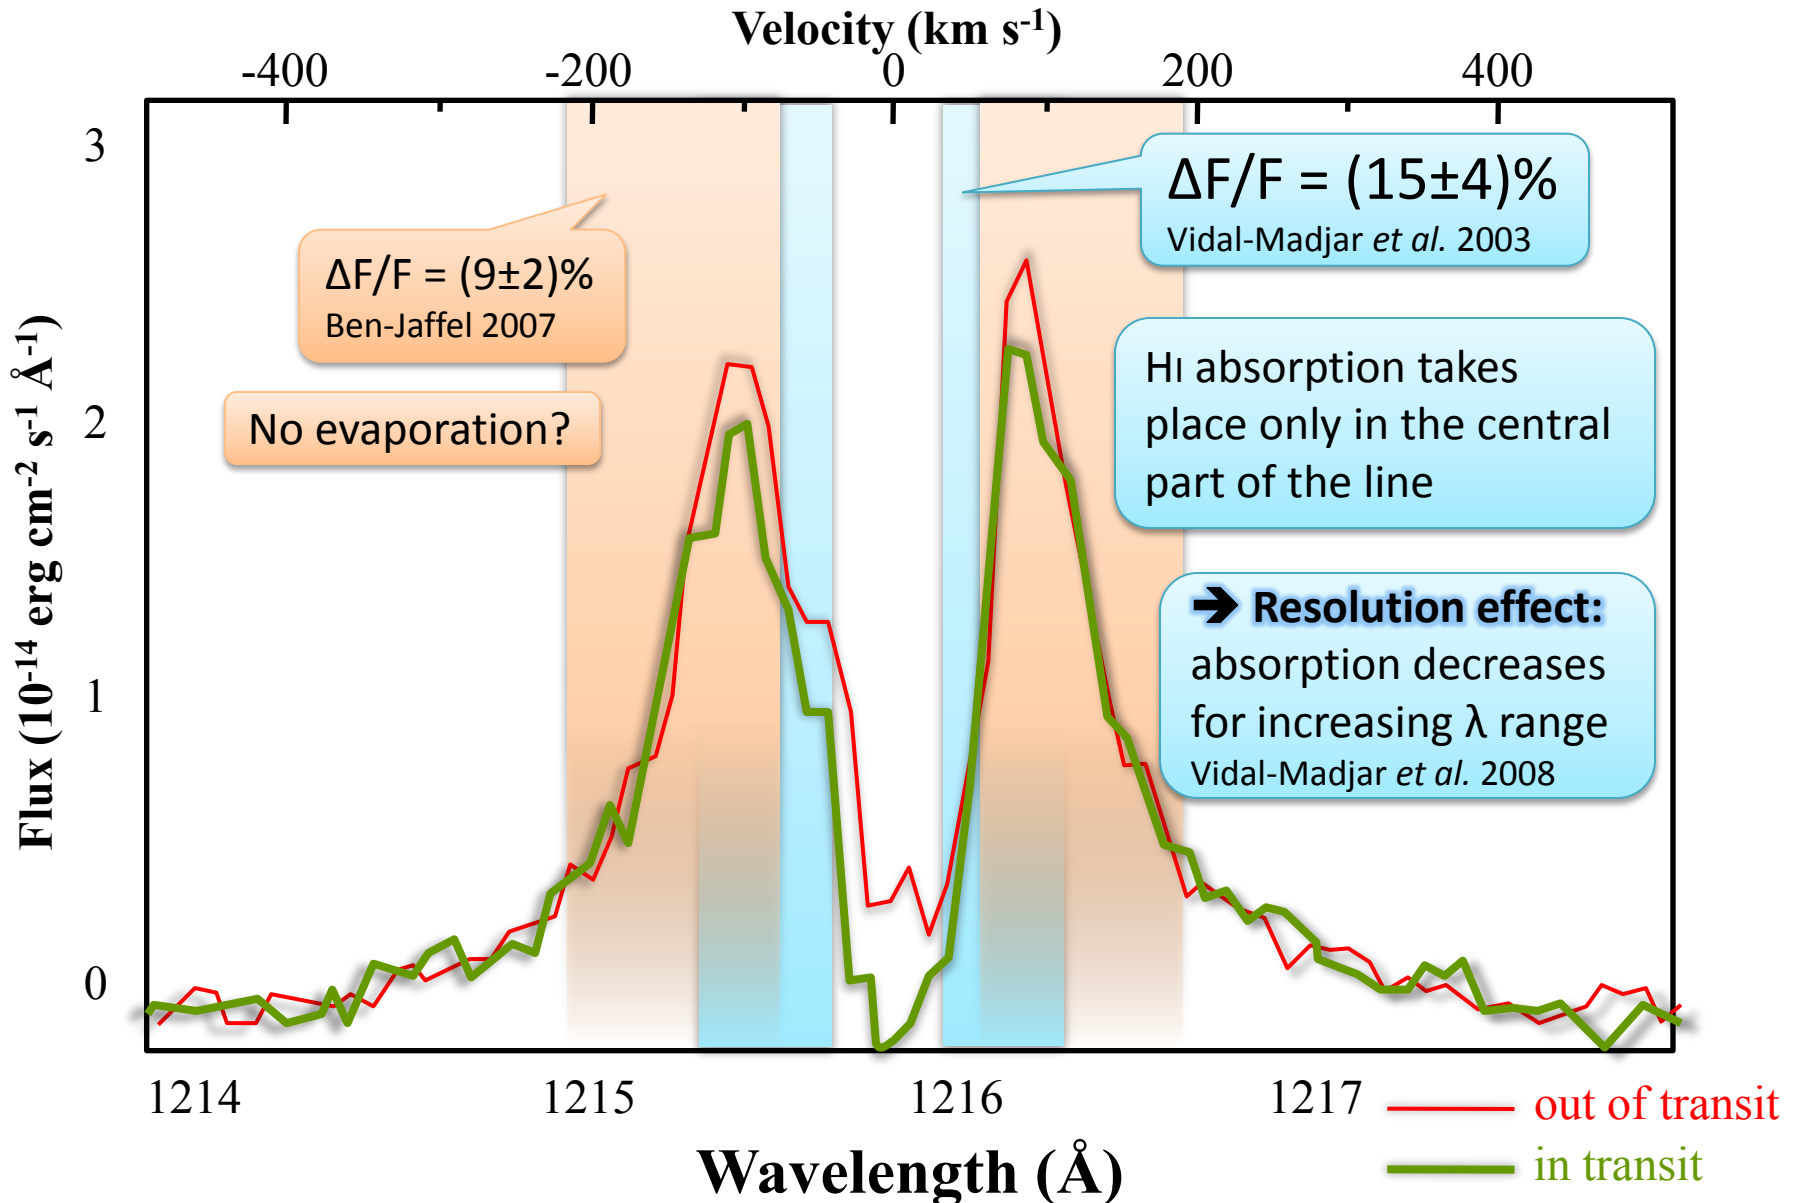 Velocity (km s-1)
-400 -200 0 200 400
3
2
1
0
Flux (10-14 erg cm-2 s-1 Å-1)
ΔF/F = (9±2)%
Ben-Jaffel 2007
No evaporation?
ΔF/F = (15±4)%
Vidal-Madjar et al. 2003
HI absorption takes
place only in the central
part of the line
➔ Resolution effect:
absorption decreases
for increasing λ range
Vidal-Madjar et al. 2008
1214 1215 1216 1217
Wavelength (Å)
out of transit
in transit